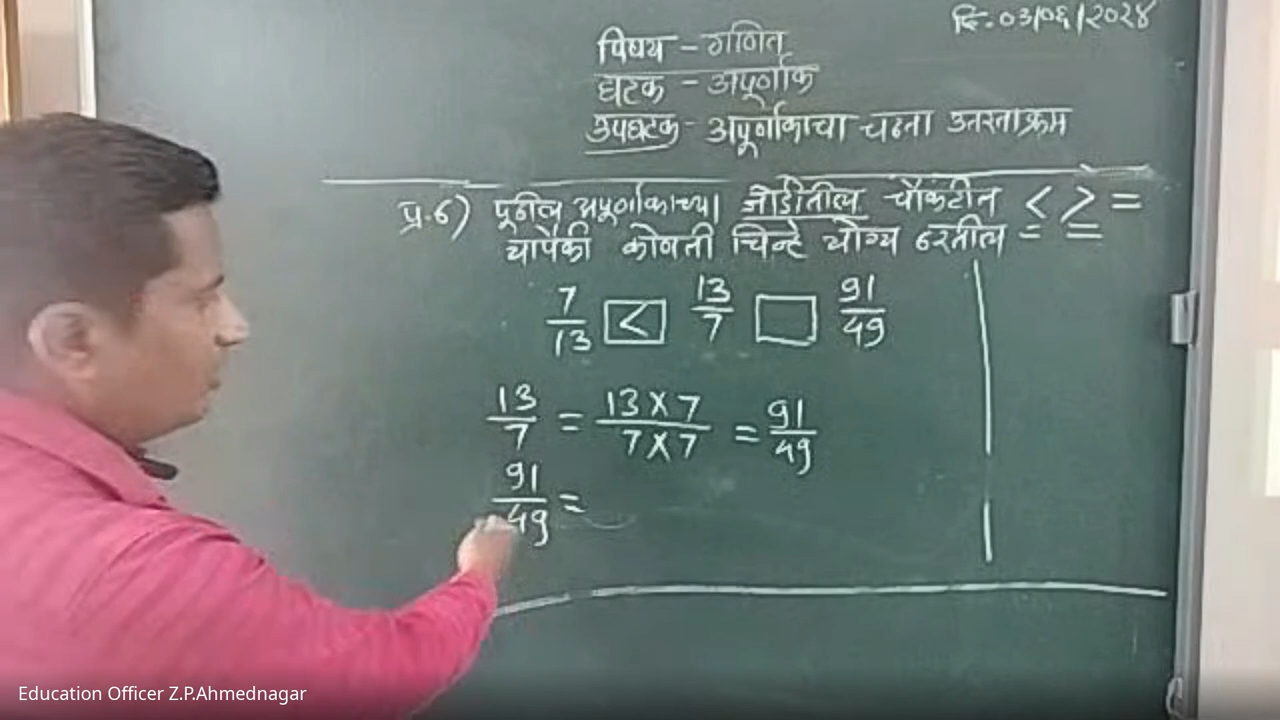 दि. 03/06/2024
विषय - गणित
घटक - अपूर्णांक
उपघटक - अपूर्णांकाचा चढता उतरताक्रम
प्र.6) पुढील अपूर्णांकाच्या जोडीतील चौकटीत < > =
यापैकी कोणती चिन्हे योग्य ठरतील
7/13 < 13/7 □ 91/49
13/7 = 13×7/7×7 = 91/49
91/49 =
Education Officer Z.P.Ahmednagar